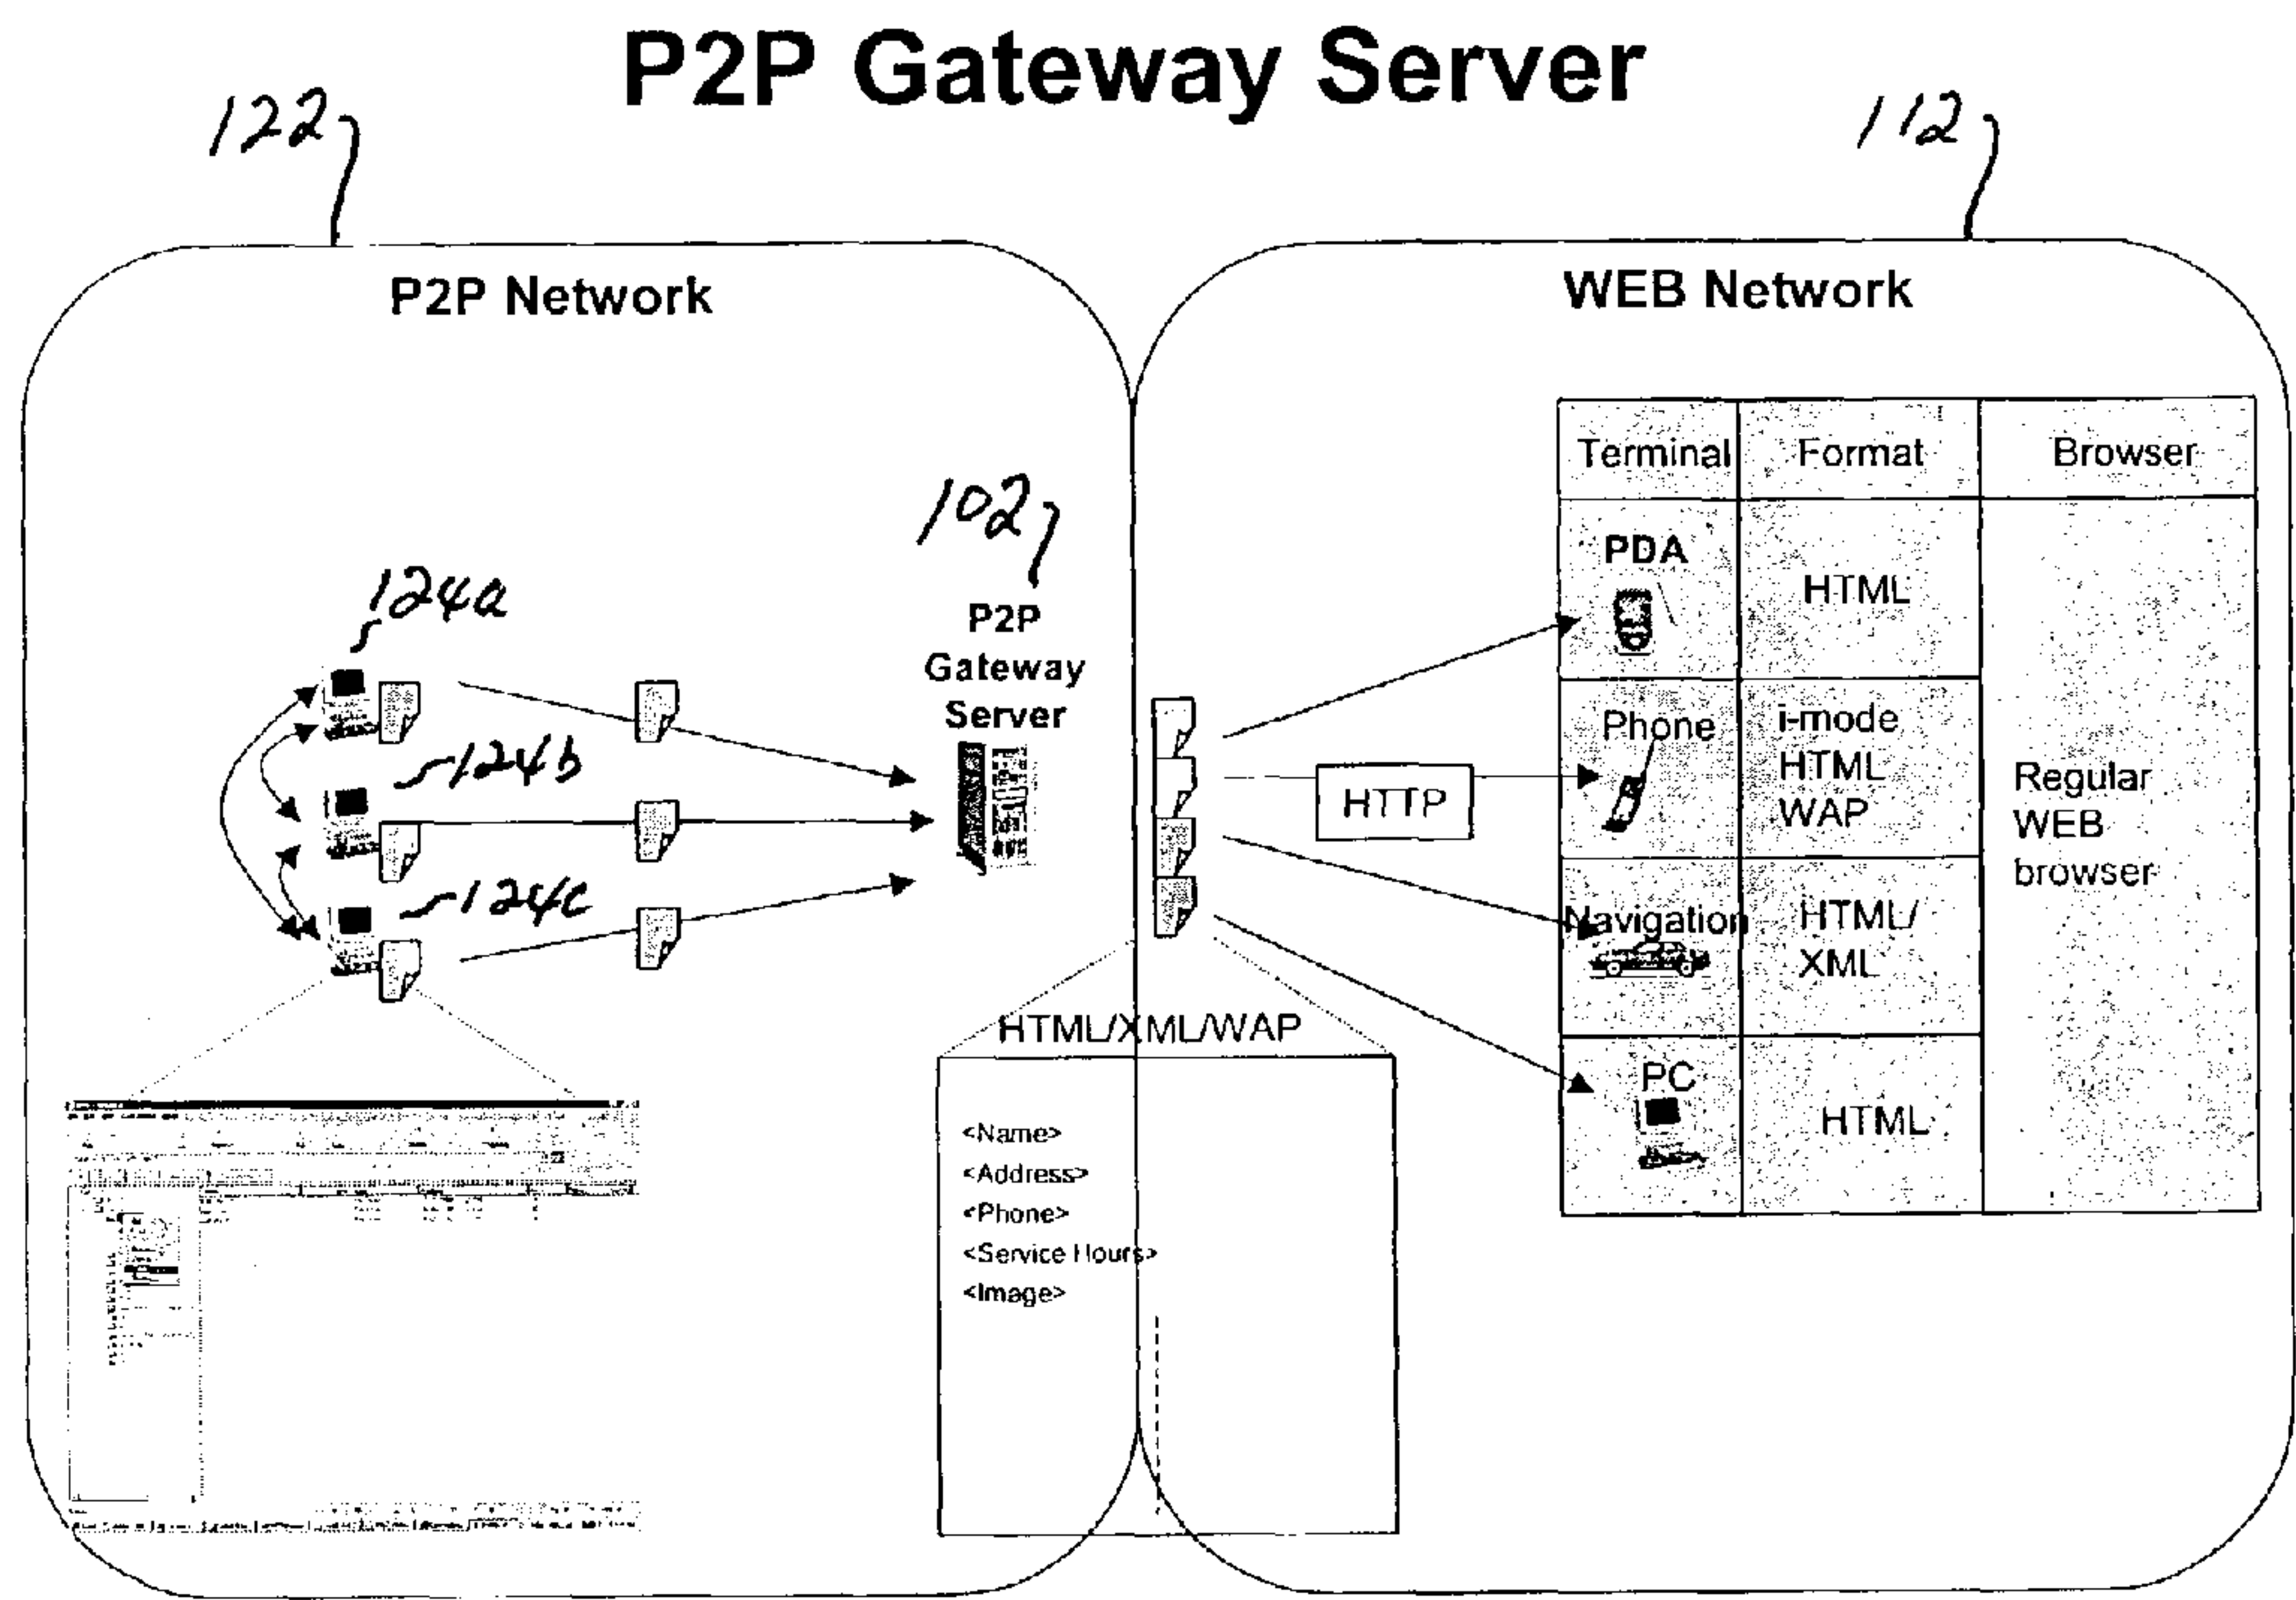 P2P Gateway Server
122
112
P2P Network
WEB Network
Terminal Format Browser
PDA
HTML
Phone
i-mode
HTML
WAP
Navigation
HTML/
XML
PC
HTML
Regular
WEB
browser
102
P2P
Gateway
Server
124a
124b
124c
HTTP
HTML/XML/WAP
<Name>
<Address>
<Phone>
<Service Hours>
<Image>